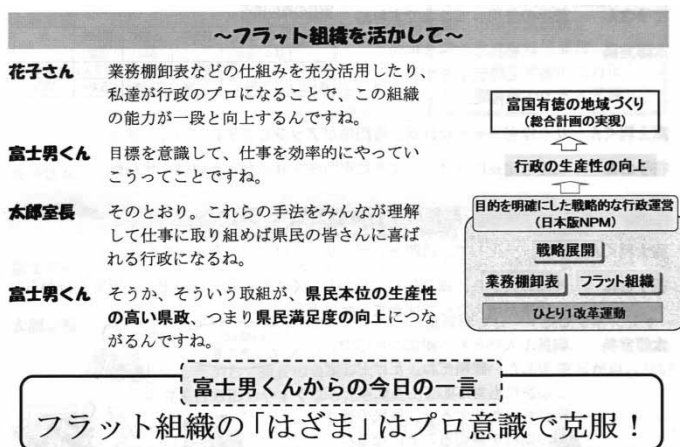 ～フラット組織を活かして～
花子さん 業務棚卸表などの仕組みを充分活用したり、
私達が行政のプロになることで、この組織
の能力が一段と向上するんですね。
富士男くん 目標を意識して、仕事を効率的にやってい
こうってことですね。
太郎室長 そのとおり。これらの手法をみんなが理解
して仕事に取り組めば県民の皆さんに喜ば
れる行政になるね。
富士男くん そうか、そういう取組が、県民本位の生産性
の高い県政、つまり県民満足度の向上につな
がるんですね。
富国有徳の地域づくり
（総合計画の実現）
行政の生産性の向上
目的を明確にした戦略的な行政運営
（日本版NPM）
戦略展開
業務棚卸表 フラット組織
ひとり1改革運動
富士男くんからの今日の一言
フラット組織の「はざま」はプロ意識で克服！